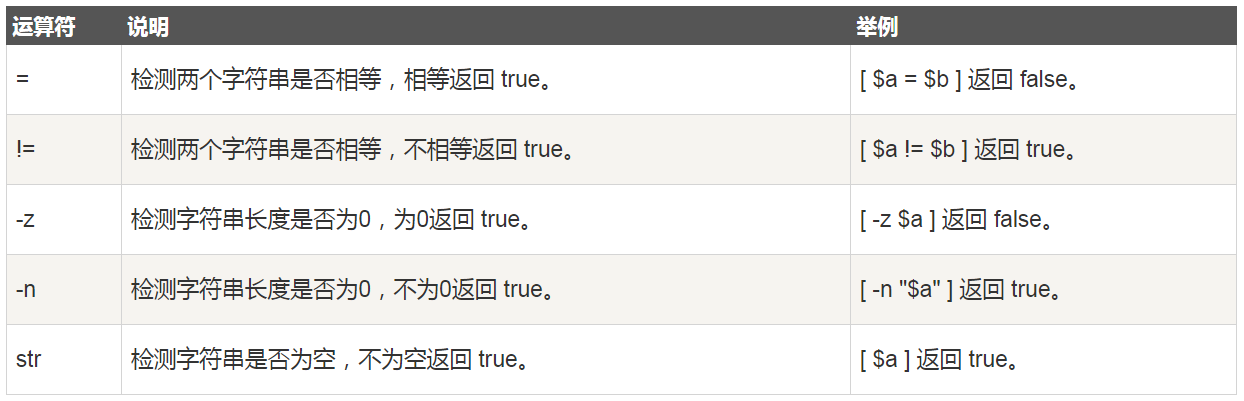 运算符 说明 举例
= 检测两个字符串是否相等，相等返回 true。 [ $a = $b ] 返回 false。
!= 检测两个字符串是否相等，不相等返回 true。 [ $a != $b ] 返回 true。
-z 检测字符串长度是否为0，为0返回 true。 [ -z $a ] 返回 false。
-n 检测字符串长度是否为0，不为0返回 true。 [ -n "$a" ] 返回 true。
str 检测字符串是否为空，不为空返回 true。 [ $a ] 返回 true。